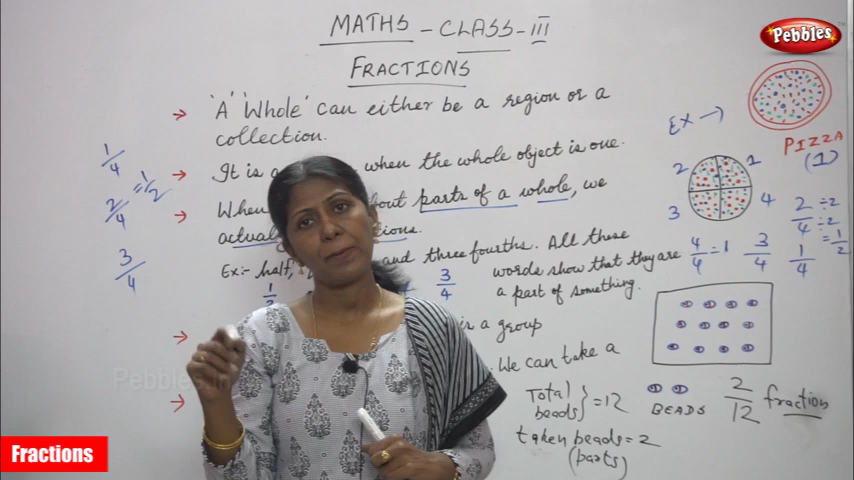 MATHS - CLASS - III
Pebbles
FRACTIONS
→ 'A' 'Whole' can either be a region or a
collection.
→ It is a when the whole object is one.
→ When about parts of a whole, we
actually
Ex:- half, and three fourths. All these
words show that they are
a part of something.
1/2
3/4
→ is a group
→ We can take a
1/4
2/4 = 1/2
3/4
Ex →
PIZZA
(1)
2 1
3 4
2/4 ÷2/÷2 = 1/2
4/4 = 1 3/4 1/4
Total
beads } = 12
BEADS 2/12 fraction
taken beads = 2
(parts)
Pebbles
Fractions